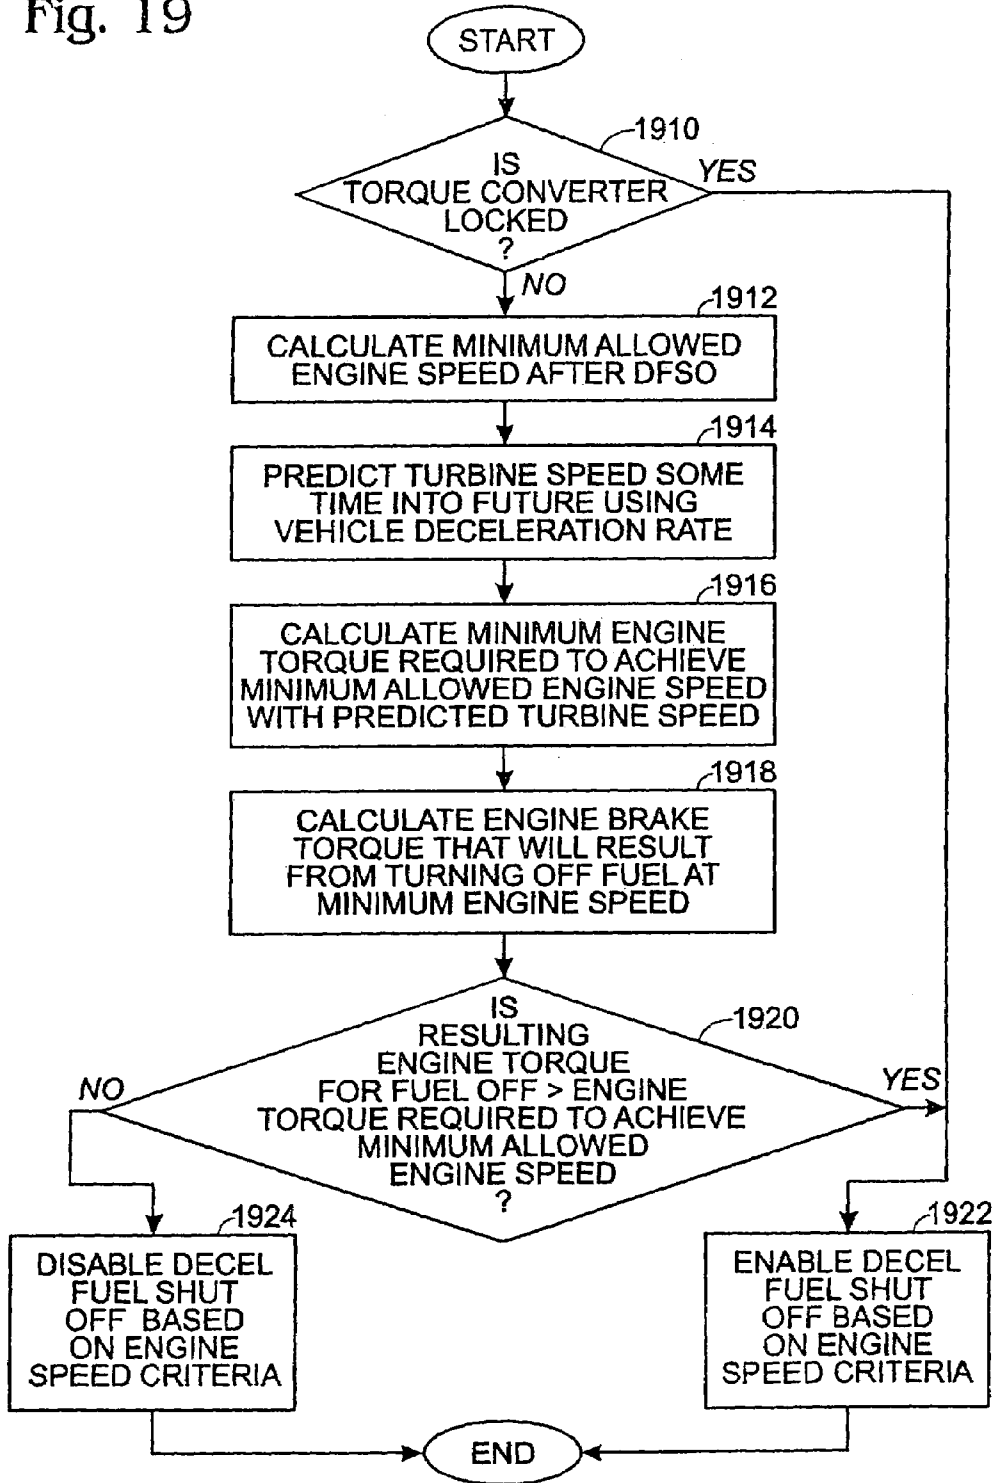 Fig. 19
START
1910
IS
TORQUE CONVERTER
LOCKED
?
YES
NO
1912
CALCULATE MINIMUM ALLOWED
ENGINE SPEED AFTER DFSO
1914
PREDICT TURBINE SPEED SOME
TIME INTO FUTURE USING
VEHICLE DECELERATION RATE
1916
CALCULATE MINIMUM ENGINE
TORQUE REQUIRED TO ACHIEVE
MINIMUM ALLOWED ENGINE SPEED
WITH PREDICTED TURBINE SPEED
1918
CALCULATE ENGINE BRAKE
TORQUE THAT WILL RESULT
FROM TURNING OFF FUEL AT
MINIMUM ENGINE SPEED
1920
IS
RESULTING
ENGINE TORQUE
FOR FUEL OFF > ENGINE
TORQUE REQUIRED TO ACHIEVE
MINIMUM ALLOWED
ENGINE SPEED
?
NO
YES
1924
DISABLE DECEL
FUEL SHUT
OFF BASED
ON ENGINE
SPEED CRITERIA
1922
ENABLE DECEL
FUEL SHUT
OFF BASED
ON ENGINE
SPEED CRITERIA
END